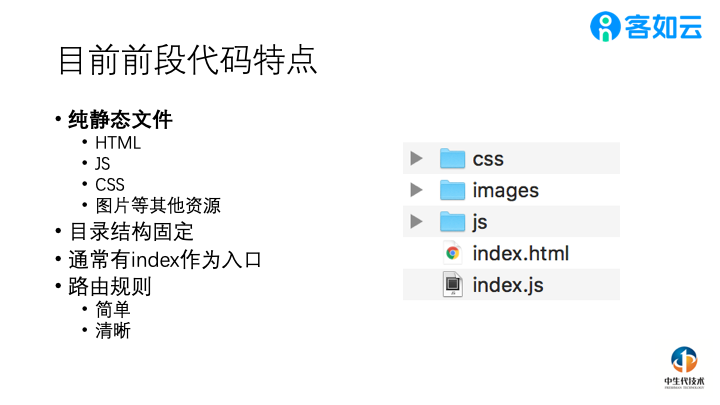 客如云
目前前段代码特点
• 纯静态文件
• HTML
• JS
• CSS
• 图片等其他资源
• 目录结构固定
• 通常有index作为入口
• 路由规则
• 简单
• 清晰
css
images
js
index.html
index.js
中生代技术